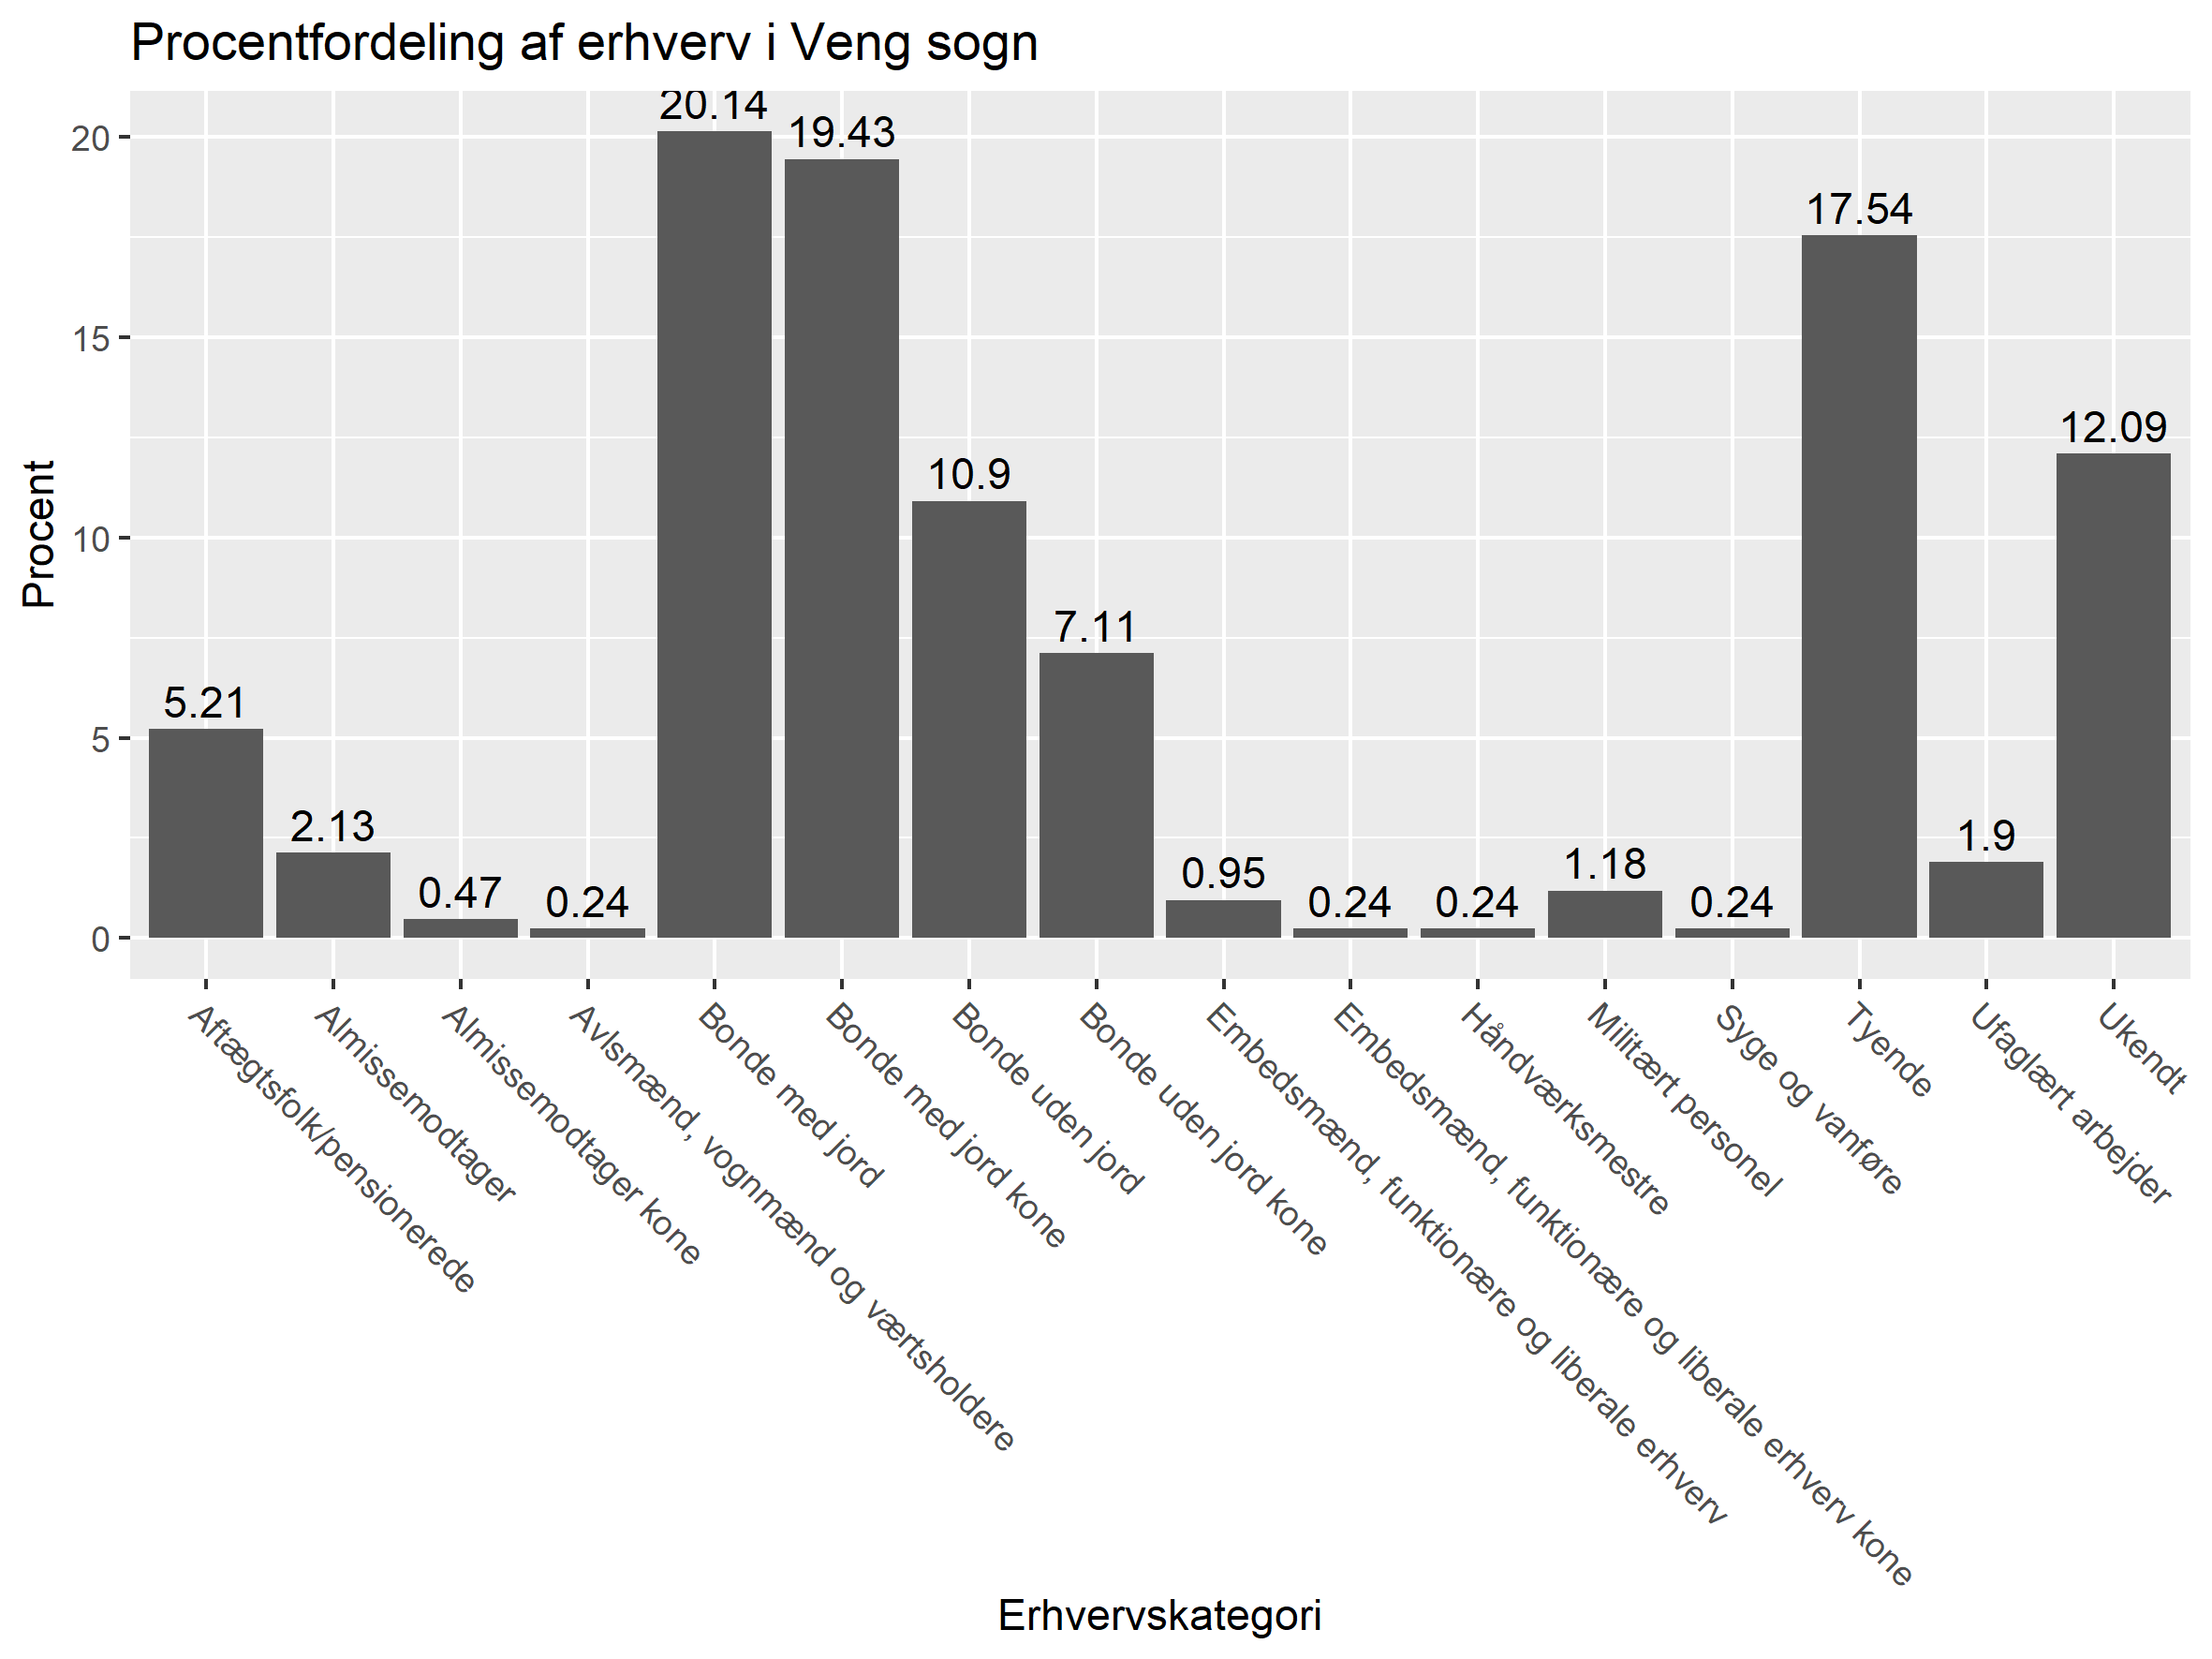 Procentfordeling af erhverv i Veng sogn
Procent
20
15
10
5
0
5.21
2.13
0.47
0.24
20.14
19.43
10.9
7.11
0.95
0.24
0.24
1.18
0.24
17.54
1.9
12.09
Aftægtsfolk/pensionerede
Almissemodtager
Almissemodtager kone
Avlsmænd, vognmænd og værtsholdere
Bonde med jord
Bonde med jord kone
Bonde uden jord
Bonde uden jord kone
Embedsmænd, funktionære og liberale erhverv
Embedsmænd, funktionære og liberale erhverv kone
Håndværksmestre
Militært personel
Syge og vanføre
Tyende
Ufaglært arbejder
Ukendt
Erhvervskategori